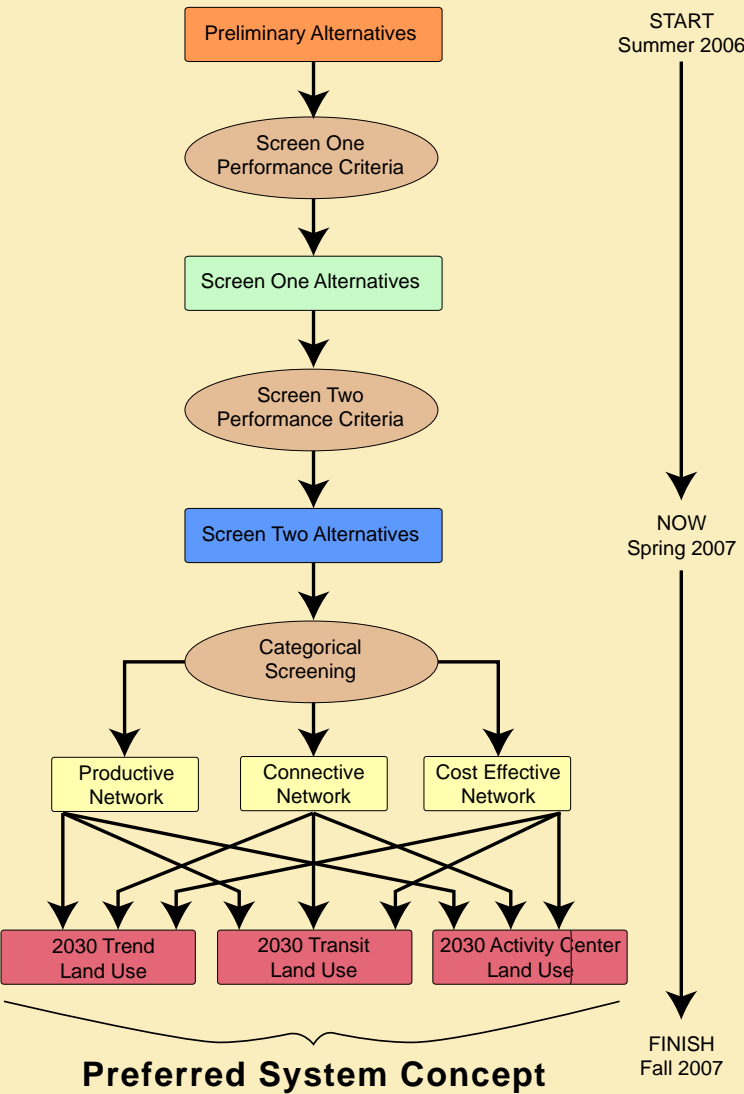 Preliminary Alternatives
START
Summer 2006
Screen One
Performance Criteria
Screen One Alternatives
Screen Two
Performance Criteria
Screen Two Alternatives
NOW
Spring 2007
Categorical
Screening
Productive
Network
Connective
Network
Cost Effective
Network
2030 Trend
Land Use
2030 Transit
Land Use
2030 Activity Center
Land Use
FINISH
Fall 2007
Preferred System Concept